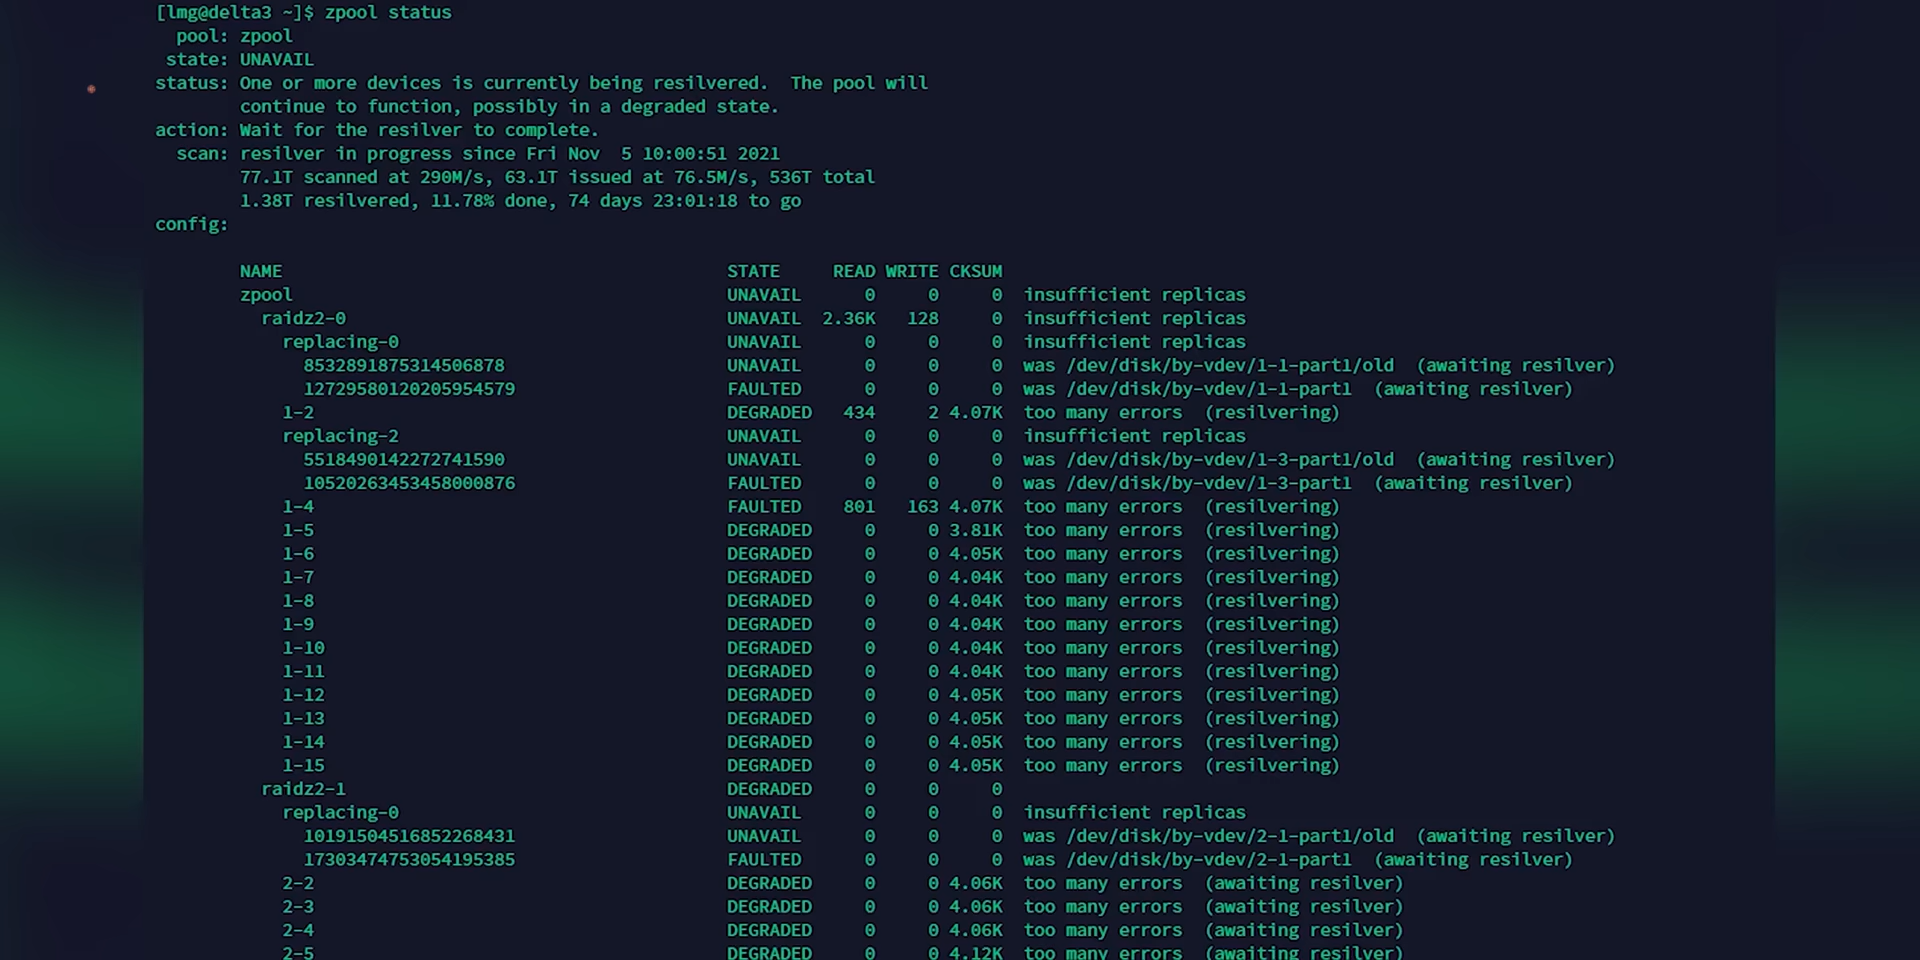 [lmg@delta3 ~]$ zpool status
pool: zpool
state: UNAVAIL
status: One or more devices is currently being resilvered.  The pool will
continue to function, possibly in a degraded state.
action: Wait for the resilver to complete.
scan: resilver in progress since Fri Nov  5 10:00:51 2021
77.1T scanned at 290M/s, 63.1T issued at 76.5M/s, 536T total
1.38T resilvered, 11.78% done, 74 days 23:01:18 to go
config:
NAME STATE READ WRITE CKSUM
zpool UNAVAIL 0 0 0 insufficient replicas
raidz2-0 UNAVAIL 2.36K 128 0 insufficient replicas
replacing-0 UNAVAIL 0 0 0 insufficient replicas
8532891875314506878 UNAVAIL 0 0 0 was /dev/disk/by-vdev/1-1-part1/old  (awaiting resilver)
12729580120205954579 FAULTED 0 0 0 was /dev/disk/by-vdev/1-1-part1  (awaiting resilver)
1-2 DEGRADED 434 2 4.07K too many errors  (resilvering)
replacing-2 UNAVAIL 0 0 0 insufficient replicas
5518490142272741590 UNAVAIL 0 0 0 was /dev/disk/by-vdev/1-3-part1/old  (awaiting resilver)
10520263453458000876 FAULTED 0 0 0 was /dev/disk/by-vdev/1-3-part1  (awaiting resilver)
1-4 FAULTED 801 163 4.07K too many errors  (resilvering)
1-5 DEGRADED 0 0 3.81K too many errors  (resilvering)
1-6 DEGRADED 0 0 4.05K too many errors  (resilvering)
1-7 DEGRADED 0 0 4.04K too many errors  (resilvering)
1-8 DEGRADED 0 0 4.04K too many errors  (resilvering)
1-9 DEGRADED 0 0 4.04K too many errors  (resilvering)
1-10 DEGRADED 0 0 4.04K too many errors  (resilvering)
1-11 DEGRADED 0 0 4.04K too many errors  (resilvering)
1-12 DEGRADED 0 0 4.05K too many errors  (resilvering)
1-13 DEGRADED 0 0 4.05K too many errors  (resilvering)
1-14 DEGRADED 0 0 4.05K too many errors  (resilvering)
1-15 DEGRADED 0 0 4.05K too many errors  (resilvering)
raidz2-1 DEGRADED 0 0 0
replacing-0 UNAVAIL 0 0 0 insufficient replicas
10191504516852268431 UNAVAIL 0 0 0 was /dev/disk/by-vdev/2-1-part1/old  (awaiting resilver)
17303474753054195385 FAULTED 0 0 0 was /dev/disk/by-vdev/2-1-part1  (awaiting resilver)
2-2 DEGRADED 0 0 4.06K too many errors  (awaiting resilver)
2-3 DEGRADED 0 0 4.06K too many errors  (awaiting resilver)
2-4 DEGRADED 0 0 4.06K too many errors  (awaiting resilver)
2-5 DEGRADED 0 0 4.12K too many errors  (awaiting resilver)